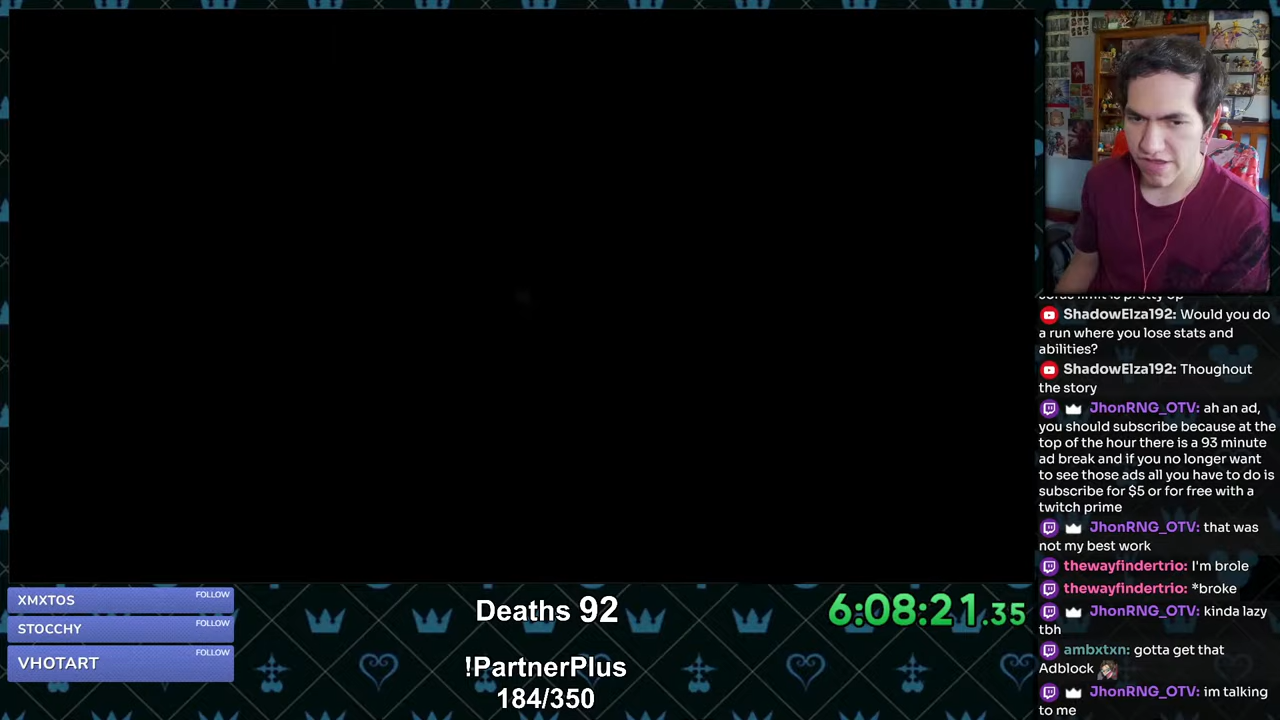 soras limit is pretty op
ShadowElza192: Would you do
a run where you lose stats and
abilities?
ShadowElza192: Thoughout
the story
JhonRNG_OTV: ah an ad,
you should subscribe because at the
top of the hour there is a 93 minute
ad break and if you no longer want
to see those ads all you have to do is
subscribe for $5 or for free with a
twitch prime
JhonRNG_OTV: that was
not my best work
thewayfindertrio: I'm brole
thewayfindertrio: *broke
JhonRNG_OTV: kinda lazy
tbh
ambxtxn: gotta get that
Adblock
JhonRNG_OTV: im talking
to me
XMXTOS FOLLOW
STOCCHY FOLLOW
VHOTART FOLLOW
Deaths 92
!PartnerPlus
184/350
6:08:21.35